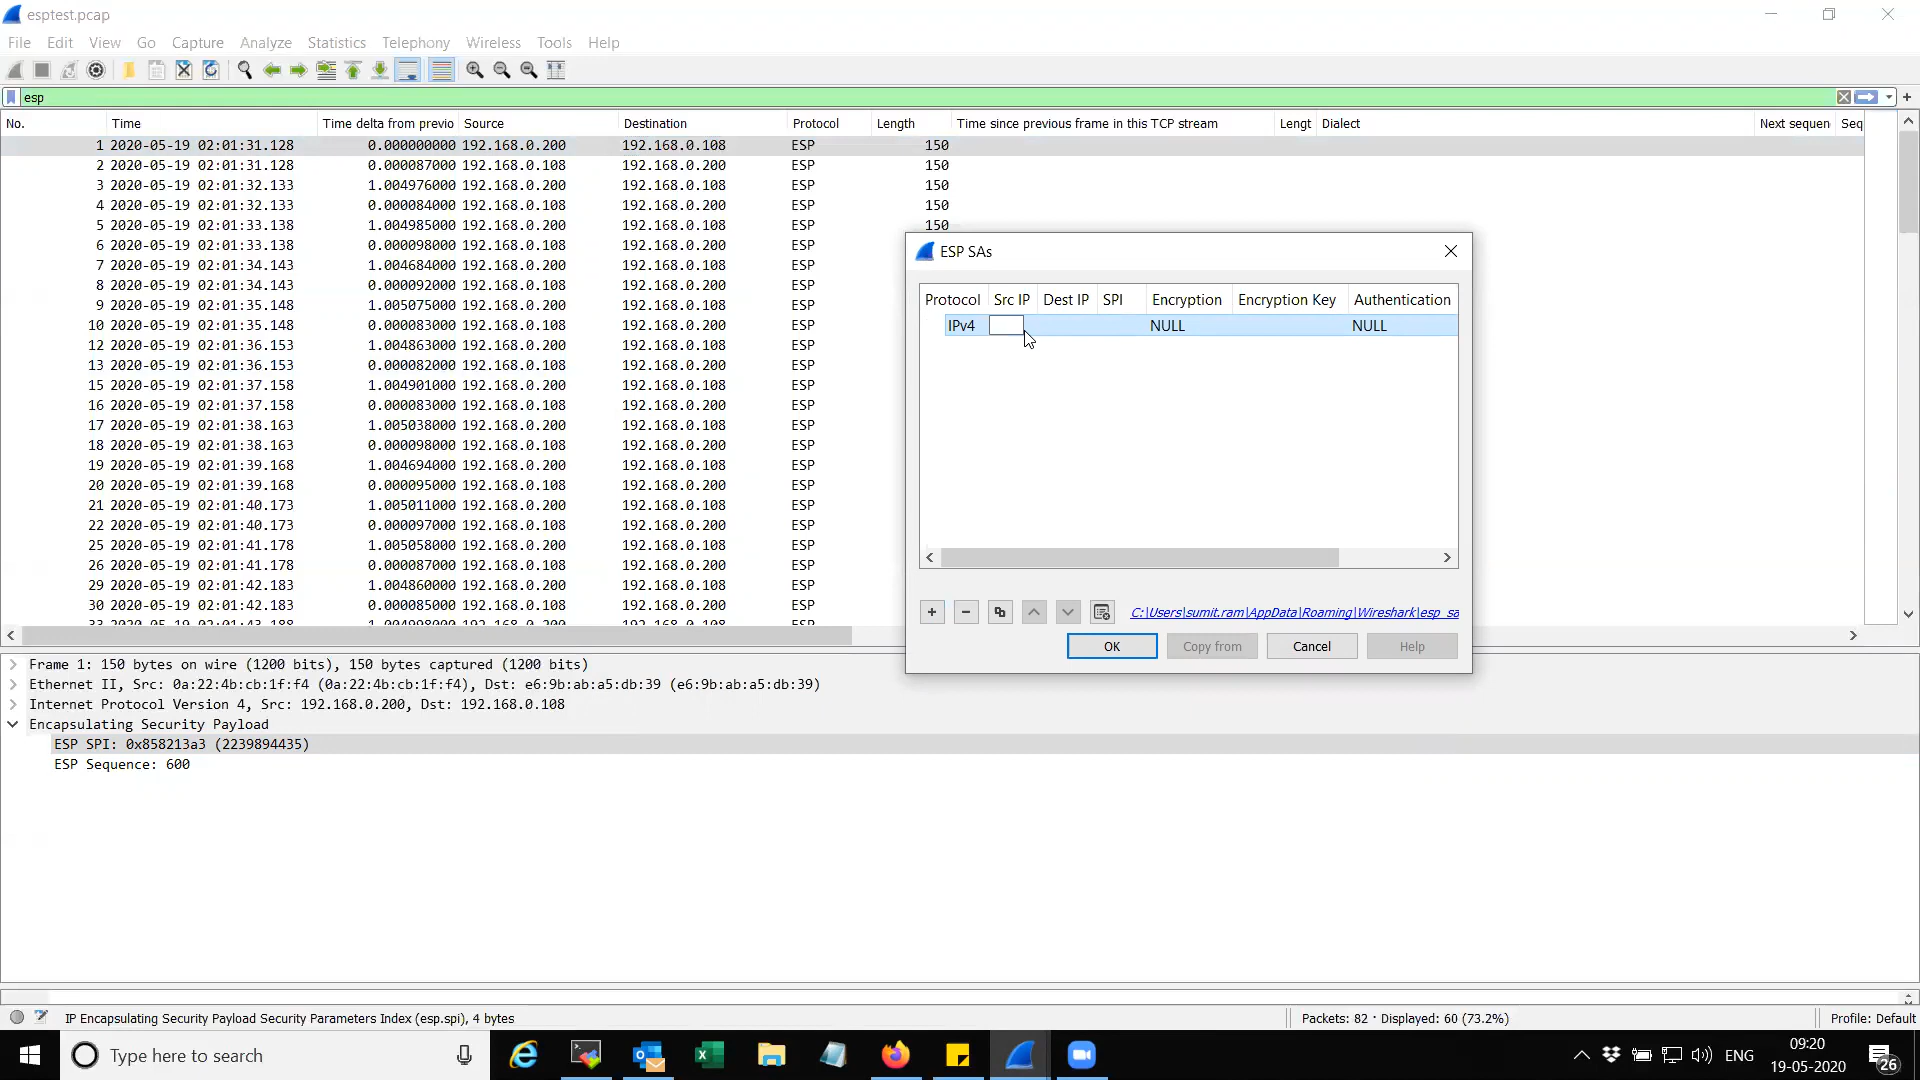 esptest.pcap
File Edit View Go Capture Analyze Statistics Telephony Wireless Tools Help
esp
No. Time Time delta from previo Source Destination Protocol Length Time since previous frame in this TCP stream Lengt Dialect Next sequen Seq
1 2020-05-19 02:01:31.128 0.000000000 192.168.0.200 192.168.0.108 ESP 150
2 2020-05-19 02:01:31.128 0.000087000 192.168.0.108 192.168.0.200 ESP 150
3 2020-05-19 02:01:32.133 1.004976000 192.168.0.200 192.168.0.108 ESP 150
4 2020-05-19 02:01:32.133 0.000084000 192.168.0.108 192.168.0.200 ESP 150
5 2020-05-19 02:01:33.138 1.004985000 192.168.0.200 192.168.0.108 ESP 150
6 2020-05-19 02:01:33.138 0.000098000 192.168.0.108 192.168.0.200 ESP
7 2020-05-19 02:01:34.143 1.004684000 192.168.0.200 192.168.0.108 ESP
8 2020-05-19 02:01:34.143 0.000092000 192.168.0.108 192.168.0.200 ESP
9 2020-05-19 02:01:35.148 1.005075000 192.168.0.200 192.168.0.108 ESP
10 2020-05-19 02:01:35.148 0.000083000 192.168.0.108 192.168.0.200 ESP
12 2020-05-19 02:01:36.153 1.004863000 192.168.0.200 192.168.0.108 ESP
13 2020-05-19 02:01:36.153 0.000082000 192.168.0.108 192.168.0.200 ESP
15 2020-05-19 02:01:37.158 1.004901000 192.168.0.200 192.168.0.108 ESP
16 2020-05-19 02:01:37.158 0.000083000 192.168.0.108 192.168.0.200 ESP
17 2020-05-19 02:01:38.163 1.005038000 192.168.0.200 192.168.0.108 ESP
18 2020-05-19 02:01:38.163 0.000098000 192.168.0.108 192.168.0.200 ESP
19 2020-05-19 02:01:39.168 1.004694000 192.168.0.200 192.168.0.108 ESP
20 2020-05-19 02:01:39.168 0.000095000 192.168.0.108 192.168.0.200 ESP
21 2020-05-19 02:01:40.173 1.005011000 192.168.0.200 192.168.0.108 ESP
22 2020-05-19 02:01:40.173 0.000097000 192.168.0.108 192.168.0.200 ESP
25 2020-05-19 02:01:41.178 1.005058000 192.168.0.200 192.168.0.108 ESP
26 2020-05-19 02:01:41.178 0.000087000 192.168.0.108 192.168.0.200 ESP
29 2020-05-19 02:01:42.183 1.004860000 192.168.0.200 192.168.0.108 ESP
30 2020-05-19 02:01:42.183 0.000085000 192.168.0.108 192.168.0.200 ESP
ESP SAs
Protocol Src IP Dest IP SPI Encryption Encryption Key Authentication
IPv4 NULL NULL
C:\Users\sumit.ram\AppData\Roaming\Wireshark\esp_sa
OK Copy from Cancel Help
Frame 1: 150 bytes on wire (1200 bits), 150 bytes captured (1200 bits)
Ethernet II, Src: 0a:22:4b:cb:1f:f4 (0a:22:4b:cb:1f:f4), Dst: e6:9b:ab:a5:db:39 (e6:9b:ab:a5:db:39)
Internet Protocol Version 4, Src: 192.168.0.200, Dst: 192.168.0.108
Encapsulating Security Payload
ESP SPI: 0x858213a3 (2239894435)
ESP Sequence: 600
IP Encapsulating Security Payload Security Parameters Index (esp.spi), 4 bytes Packets: 82 · Displayed: 60 (73.2%) Profile: Default
Type here to search ENG 09:20
19-05-2020 26